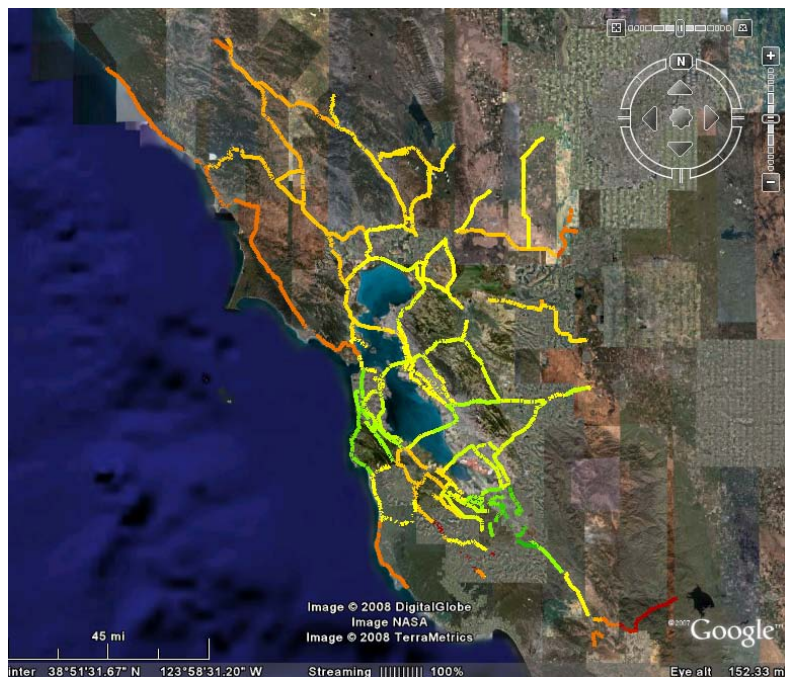 N
Image © 2008 DigitalGlobe
Image NASA
Image © 2008 TerraMetrics
45 mi
©2007 Google™
inter 38°51'31.67" N 123°58'31.20" W Streaming ||||||||| 100% Eye alt 152.33 m